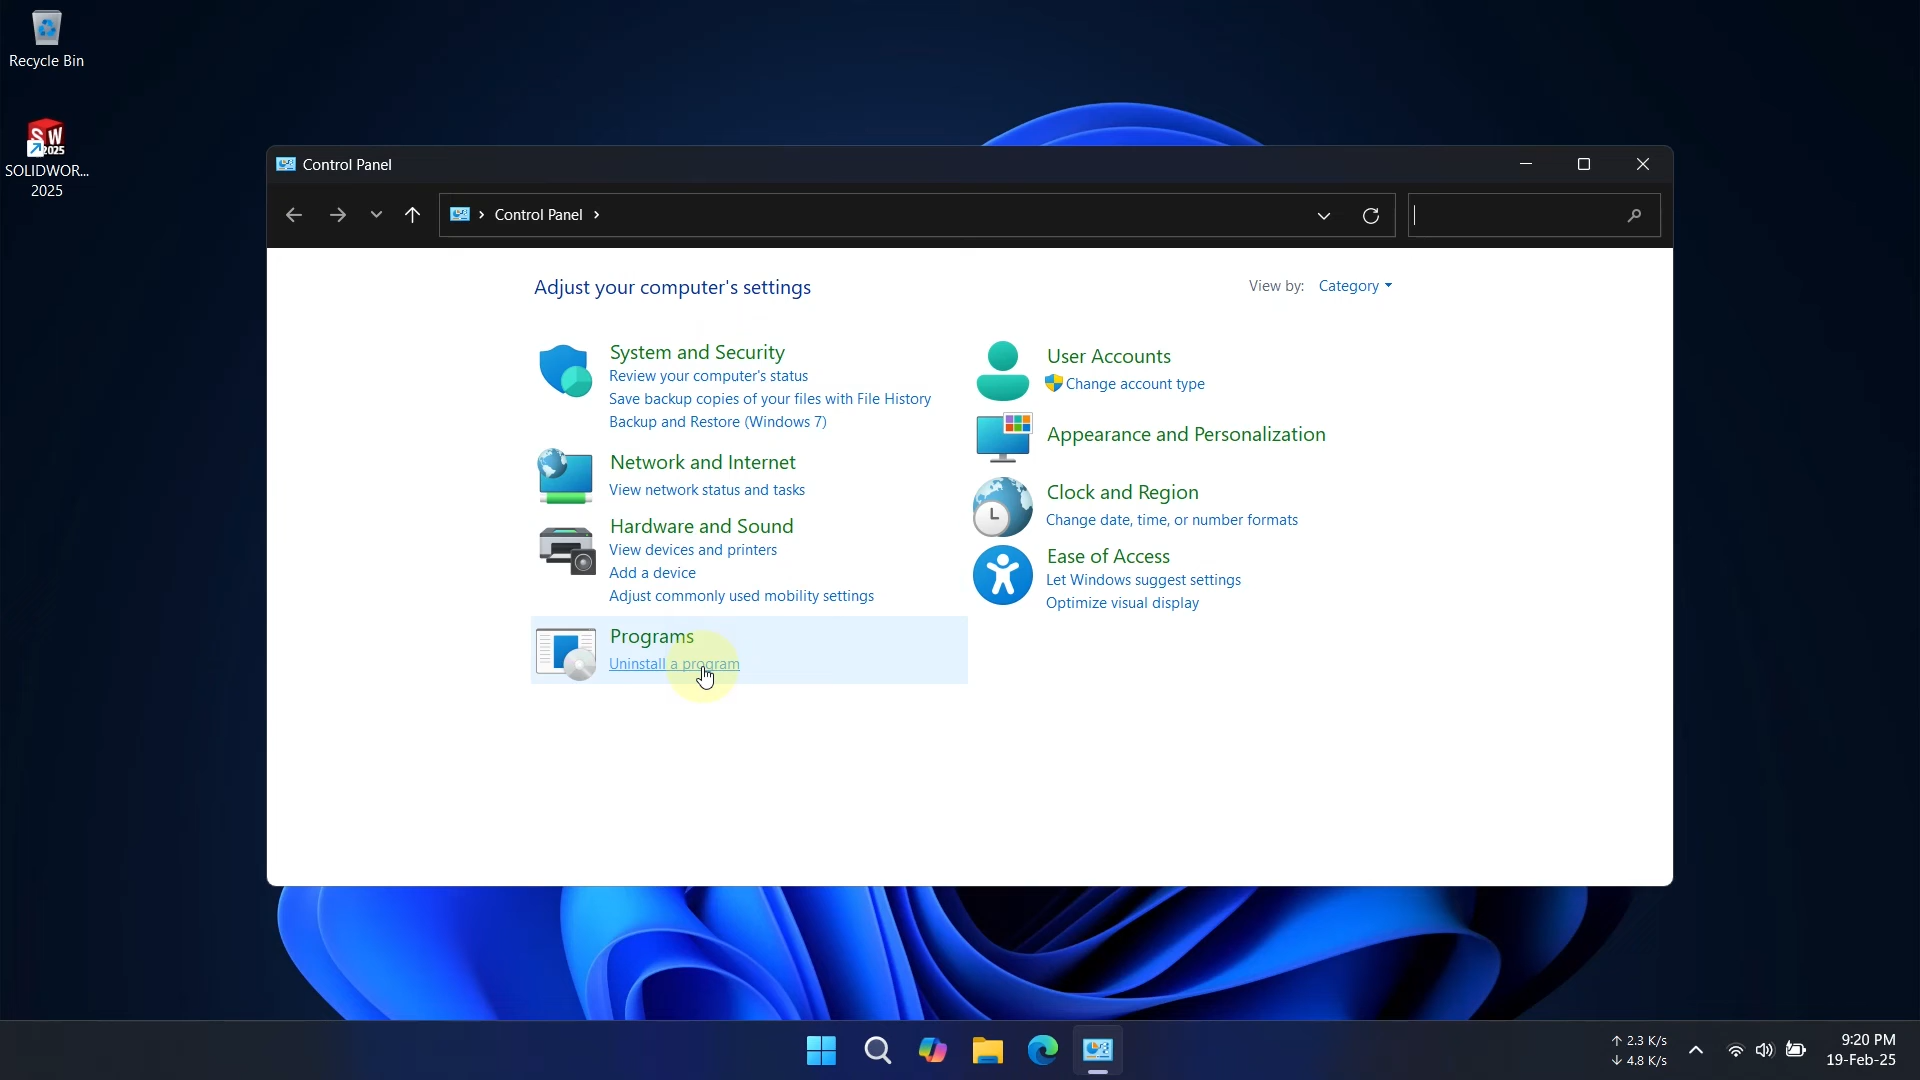 Recycle Bin
SW
2025
SOLIDWOR...
2025
Control Panel
Control Panel
Adjust your computer's settings
View by: Category
System and Security
Review your computer's status
Save backup copies of your files with File History
Backup and Restore (Windows 7)
Network and Internet
View network status and tasks
Hardware and Sound
View devices and printers
Add a device
Adjust commonly used mobility settings
Programs
Uninstall a program
User Accounts
Change account type
Appearance and Personalization
Clock and Region
Change date, time, or number formats
Ease of Access
Let Windows suggest settings
Optimize visual display
↑ 2.3 K/s
↓ 4.8 K/s
9:20 PM
19-Feb-25